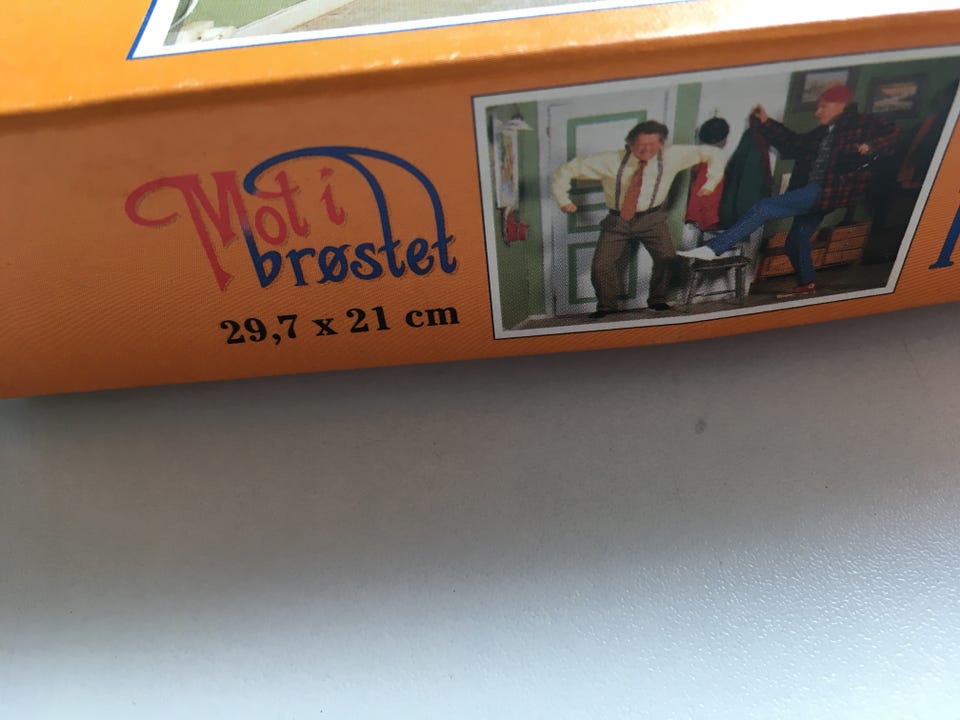 Mot i
brøstet
29,7 x 21 cm